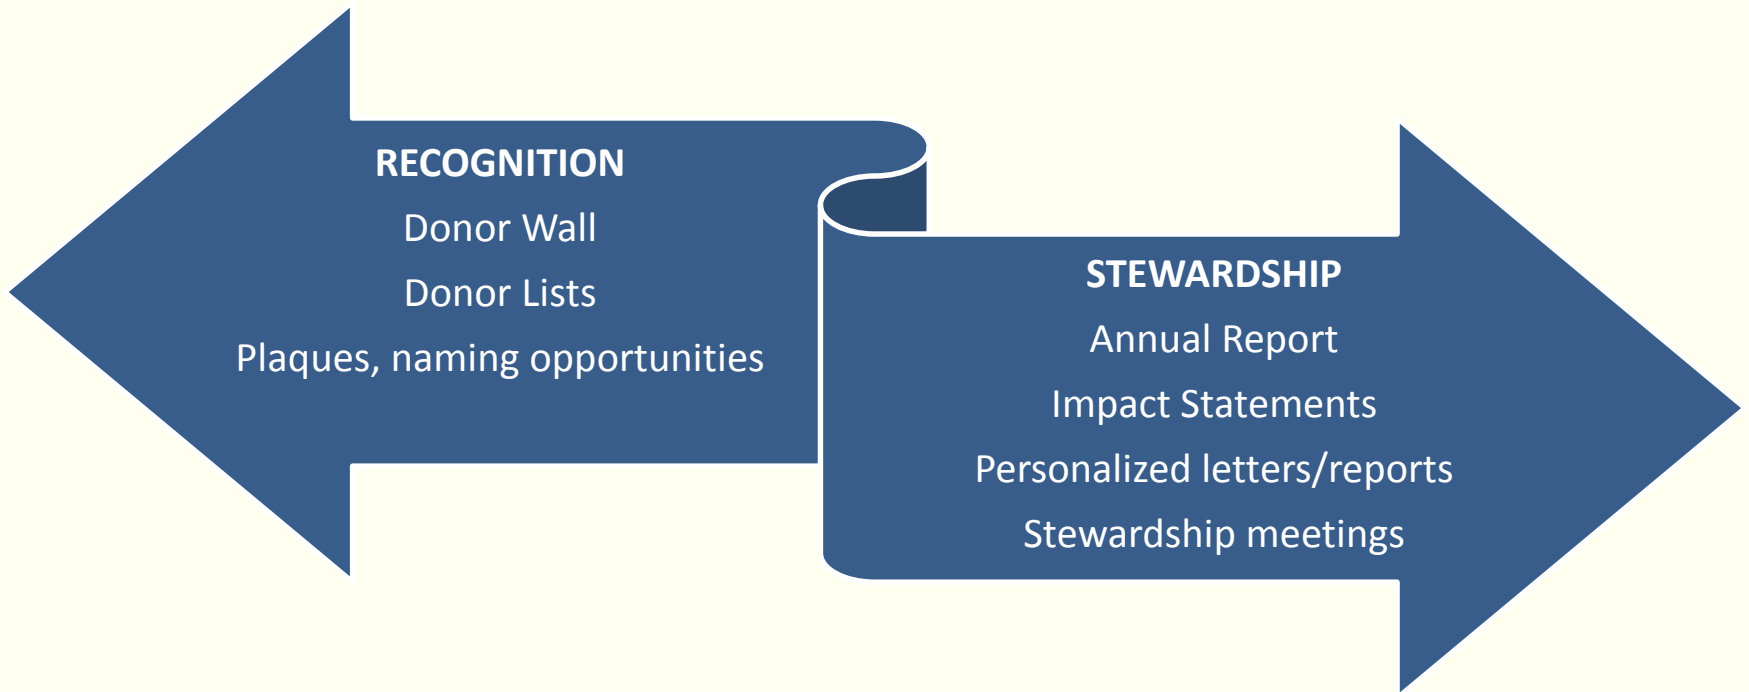 RECOGNITION
Donor Wall
Donor Lists
Plaques, naming opportunities
STEWARDSHIP
Annual Report
Impact Statements
Personalized letters/reports
Stewardship meetings